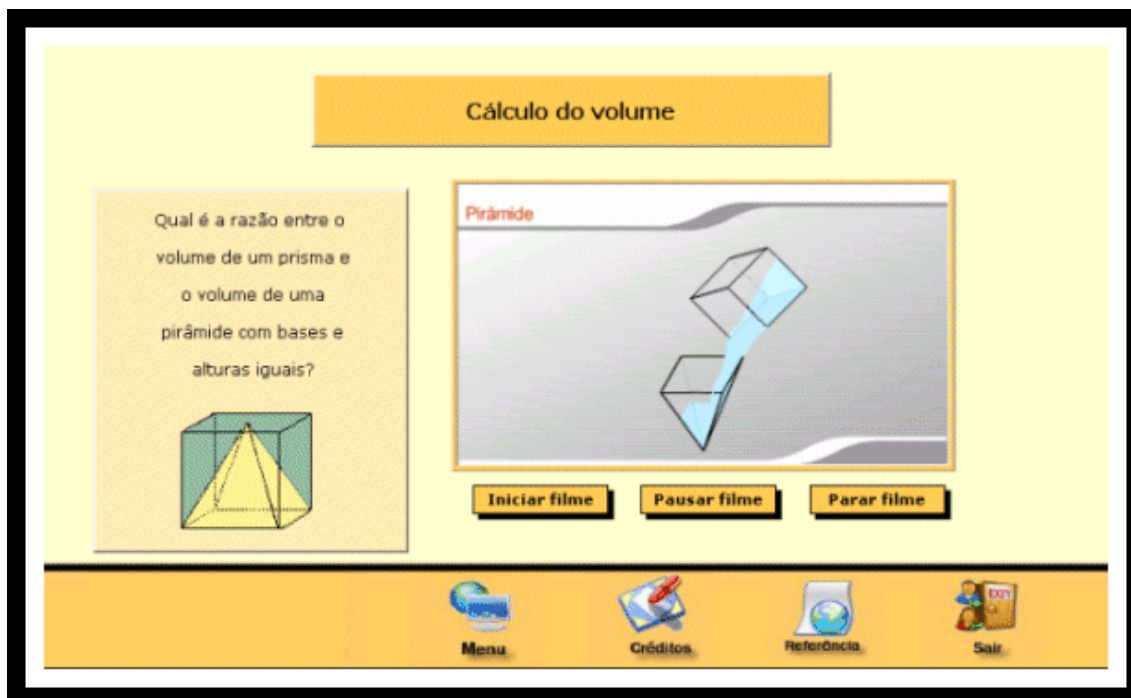 Cálculo do volume
Qual é a razão entre o
volume de um prisma e
o volume de uma
pirâmide com bases e
alturas iguais?
Pirâmide
Iniciar filme
Pausar filme
Parar filme
Menu
Créditos
Referência
EXIT
Sair